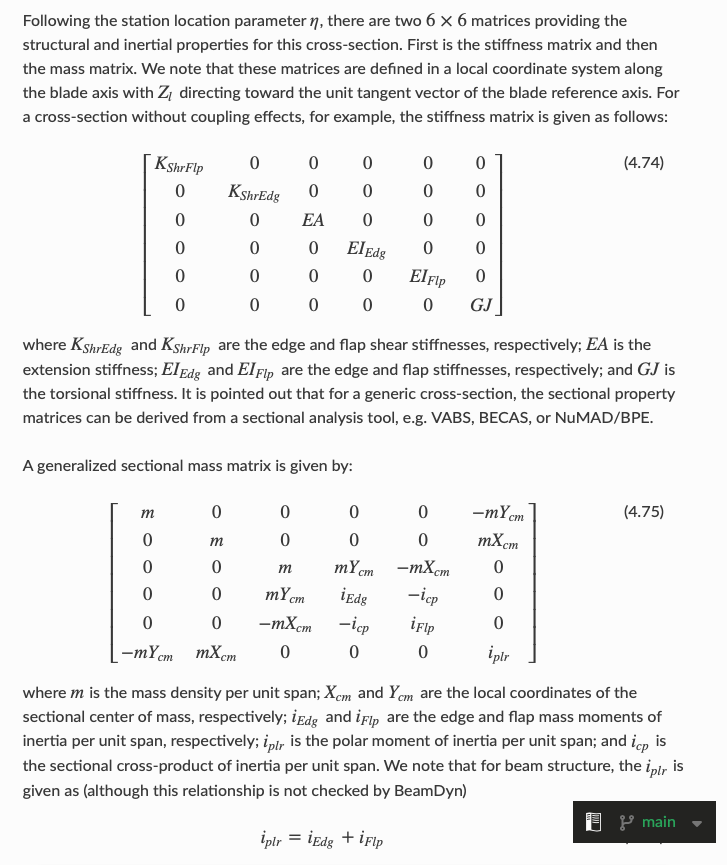 Following the station location parameter η, there are two 6 × 6 matrices providing the
structural and inertial properties for this cross-section. First is the stiffness matrix and then
the mass matrix. We note that these matrices are defined in a local coordinate system along
the blade axis with Z_l directing toward the unit tangent vector of the blade reference axis. For
a cross-section without coupling effects, for example, the stiffness matrix is given as follows:
K_ShrFlp 0 0 0 0 0 (4.74)
0 K_ShrEdg 0 0 0 0
0 0 EA 0 0 0
0 0 0 EI_Edg 0 0
0 0 0 0 EI_Flp 0
0 0 0 0 0 GJ
where K_ShrEdg and K_ShrFlp are the edge and flap shear stiffnesses, respectively; EA is the
extension stiffness; EI_Edg and EI_Flp are the edge and flap stiffnesses, respectively; and GJ is
the torsional stiffness. It is pointed out that for a generic cross-section, the sectional property
matrices can be derived from a sectional analysis tool, e.g. VABS, BECAS, or NuMAD/BPE.
A generalized sectional mass matrix is given by:
m 0 0 0 0 −mY_cm (4.75)
0 m 0 0 0 mX_cm
0 0 m mY_cm −mX_cm 0
0 0 mY_cm i_Edg −i_cp 0
0 0 −mX_cm −i_cp i_Flp 0
−mY_cm mX_cm 0 0 0 i_plr
where m is the mass density per unit span; X_cm and Y_cm are the local coordinates of the
sectional center of mass, respectively; i_Edg and i_Flp are the edge and flap mass moments of
inertia per unit span, respectively; i_plr is the polar moment of inertia per unit span; and i_cp is
the sectional cross-product of inertia per unit span. We note that for beam structure, the i_plr is
given as (although this relationship is not checked by BeamDyn)
main
i_plr = i_Edg + i_Flp